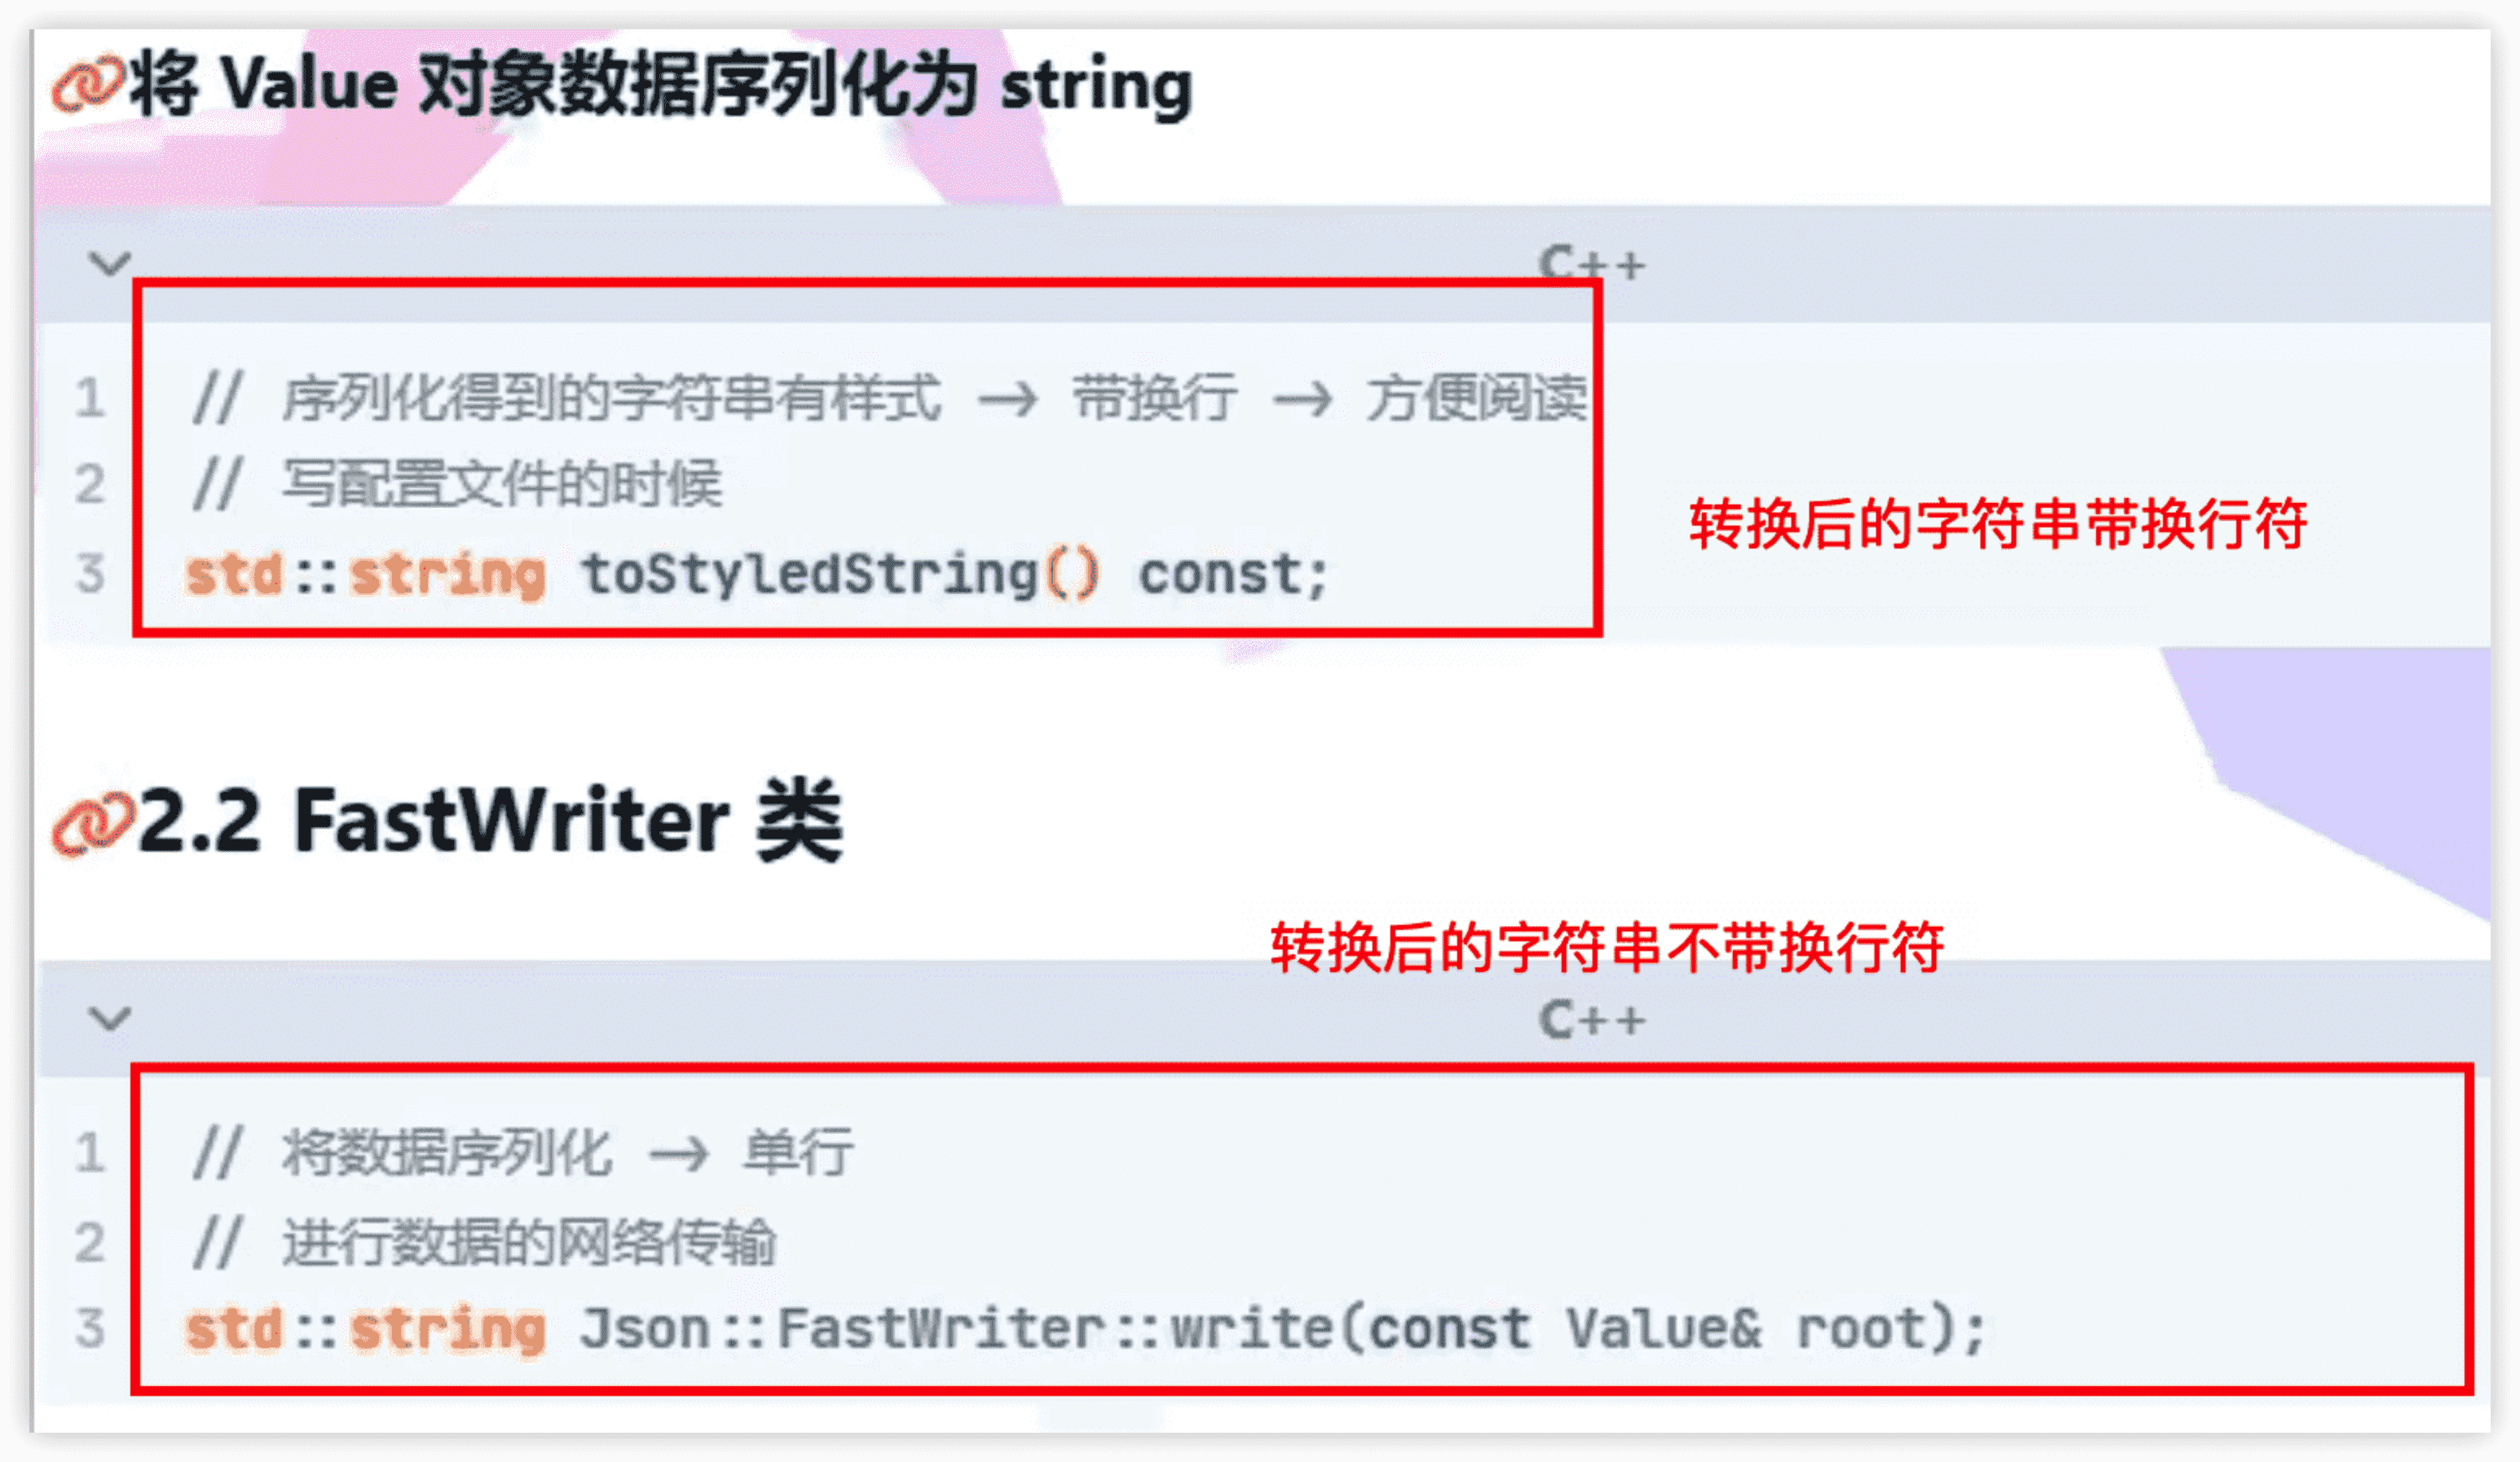 将 Value 对象数据序列化为 string
C++
1 // 序列化得到的字符串有样式 → 带换行 → 方便阅读
2 // 写配置文件的时候
转换后的字符串带换行符
3 std::string toStyledString() const;
2.2 FastWriter 类
转换后的字符串不带换行符
C++
1 // 将数据序列化 → 单行
2 // 进行数据的网络传输
3 std::string Json::FastWriter::write(const Value& root);